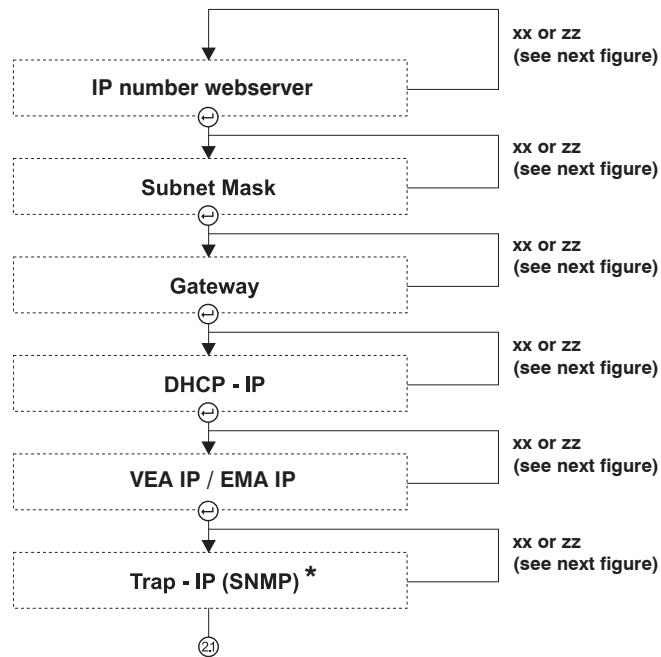 xx or zz
(see next figure)
IP number webserver
xx or zz
(see next figure)
Subnet Mask
xx or zz
(see next figure)
Gateway
xx or zz
(see next figure)
DHCP - IP
xx or zz
(see next figure)
VEA IP / EMA IP
xx or zz
(see next figure)
Trap - IP (SNMP) *
2.1